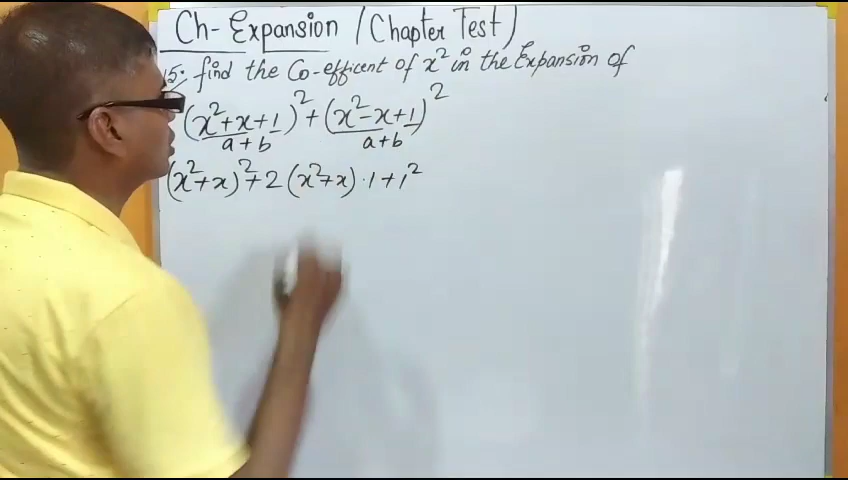 Ch- Expansion / (Chapter Test)
15. find the Co-efficent of x² in the Expansion of
(x²+x+1)² + (x²-x+1)²
a+b a+b
(x²+x)² + 2(x²+x)·1+1²